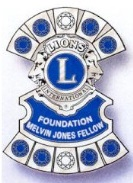 LIONS
L
INTERNATIONAL
FOUNDATION
MELVIN JONES FELLOW